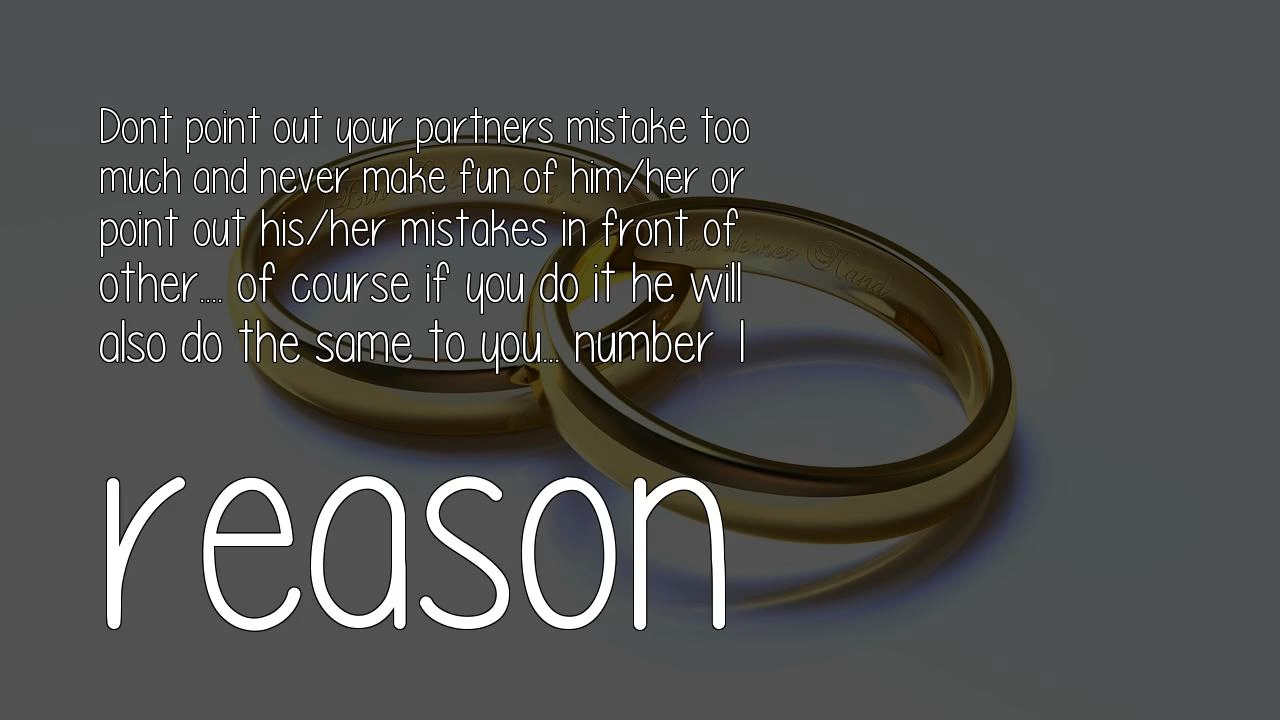 Dont point out your partners mistake too
much and never make fun of him/her or
point out his/her mistakes in front of
other.... of course if you do it he will
also do the same to you... number 1
reason
deiner Hand